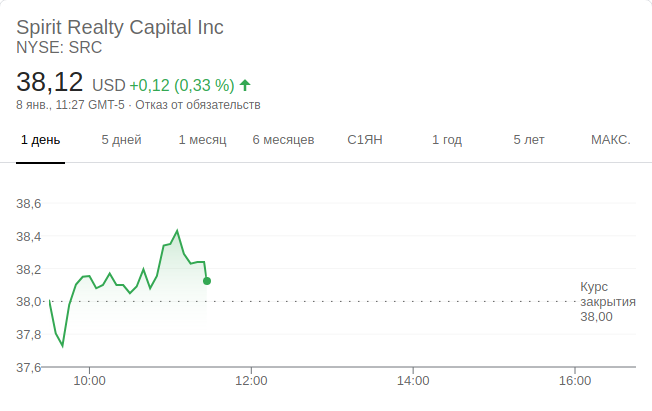 Spirit Realty Capital Inc
NYSE: SRC
38,12 USD +0,12 (0,33 %)
8 янв., 11:27 GMT-5 · Отказ от обязательств
1 день 5 дней 1 месяц 6 месяцев С1ЯН 1 год 5 лет МАКС.
38,6
38,4
38,2
38,0
37,8
37,6
Курс
закрытия
38,00
10:00 12:00 14:00 16:00